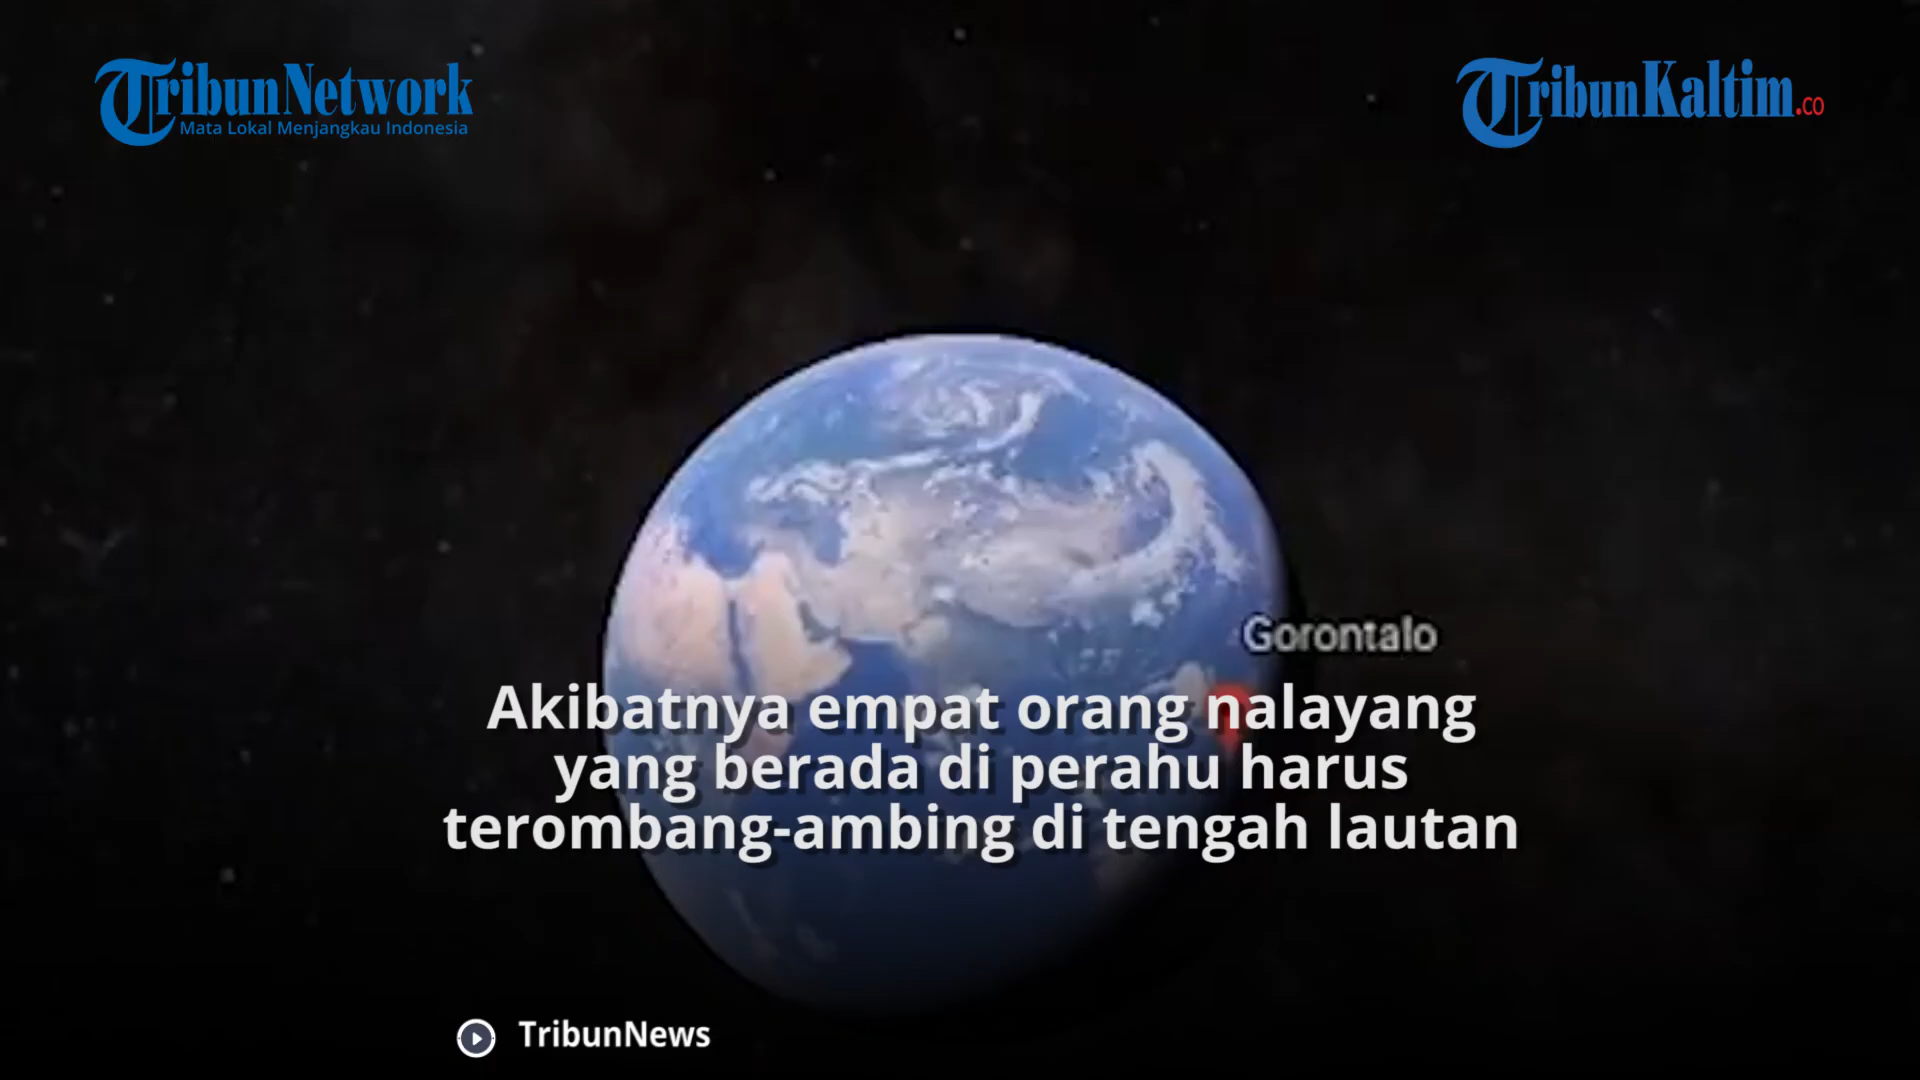 TribunNetwork
Mata Lokal Menjangkau Indonesia
TribunKaltim.co
Gorontalo
Akibatnya empat orang nalayang
yang berada di perahu harus
terombang-ambing di tengah lautan
TribunNews